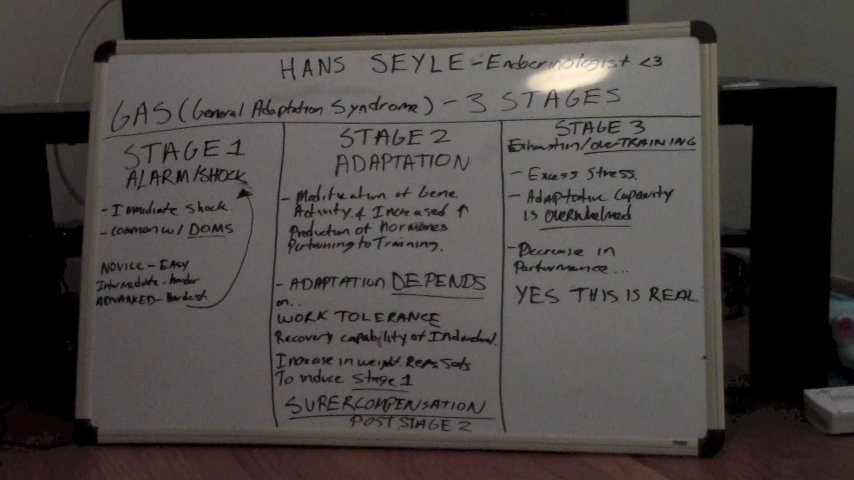 HANS SEYLE - Endocrinologist <3
GAS (General Adaptation Syndrome) - 3 STAGES
STAGE 1
ALARM/SHOCK
- Immediate shock.
- common w/ DOMS
NOVICE - EASY
Intermediate - harder
ADVANCED - Hardest
STAGE 2
ADAPTATION
- Modification of Gene
Activity & Increased ↑
Production of Hormones
Pertaining to Training.
- ADAPTATION DEPENDS
on..
WORK TOLERANCE
Recovery capability of Individual.
Increase in weight. Reps. Sets
To induce Stage 1
SUPERCOMPENSATION
POST STAGE 2
STAGE 3
Exhaustion/OVERTRAINING
- Excess Stress.
- Adaptative Capacity
is OVERWhelmed
- Decrease in
Performance...
YES THIS IS REAL